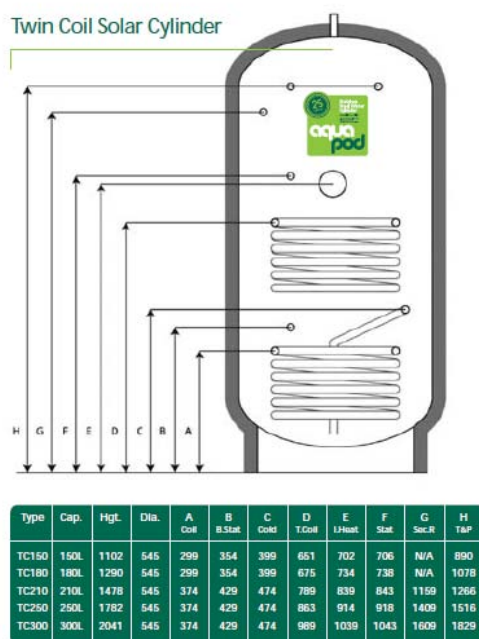 Twin Coil Solar Cylinder
25
aqua
pod
H G F E D C B A
Type Cap. Hgt. Dia. A Coil B B.Stat C Cold D T.Coil E I.Heat F Stat G Sec.R H T&P
TC150 150L 1102 545 299 354 399 651 702 706 N/A 890
TC180 180L 1290 545 299 354 399 675 734 738 N/A 1078
TC210 210L 1478 545 374 429 474 789 839 843 1159 1266
TC250 250L 1782 545 374 429 474 863 914 918 1409 1516
TC300 300L 2041 545 374 429 474 989 1039 1043 1609 1829